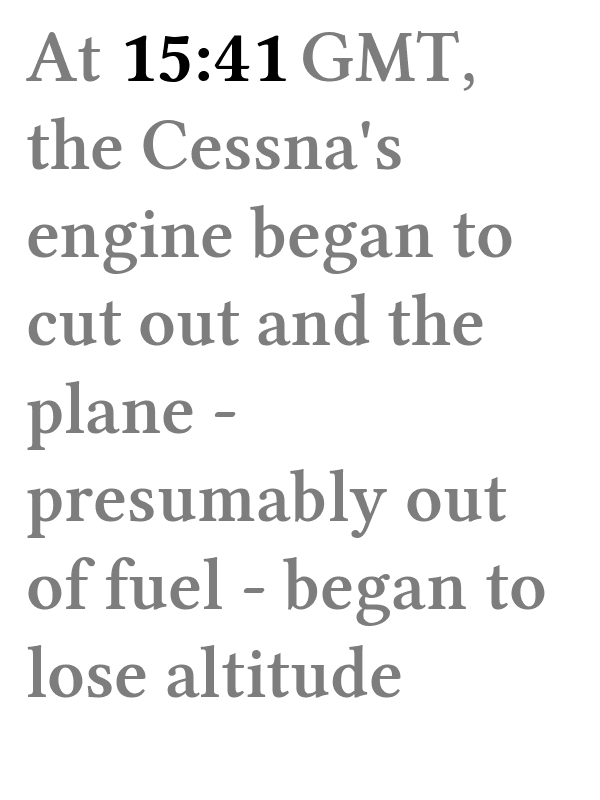 At 15:41 GMT,
the Cessna's
engine began to
cut out and the
plane -
presumably out
of fuel - began to
lose altitude